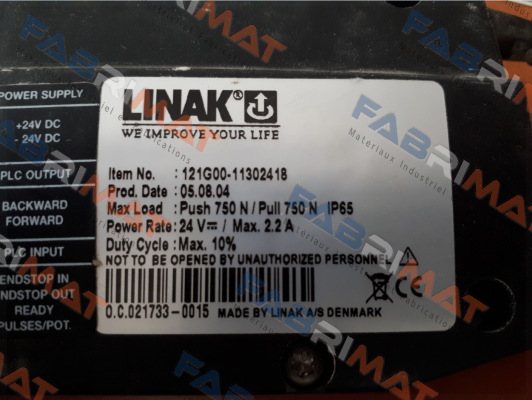 POWER SUPPLY
+24V DC
- 24V DC
PLC OUTPUT
BACKWARD
FORWARD
PLC INPUT
ENDSTOP IN
ENDSTOP OUT
READY
PULSES/POT.
LINAK®
WE IMPROVE YOUR LIFE
Item No. : 121G00-11302418
Prod. Date : 05.08.04
Max Load : Push 750 N / Pull 750 N IP65
Power Rate: 24 V⎓ / Max. 2.2 A
Duty Cycle: Max. 10%
NOT TO BE OPENED BY UNAUTHORIZED PERSONNEL
CE
O.C.021733-0015 MADE BY LINAK A/S DENMARK
FABRIMAT
FABRIMAT
FABRIMAT
FABRIMAT